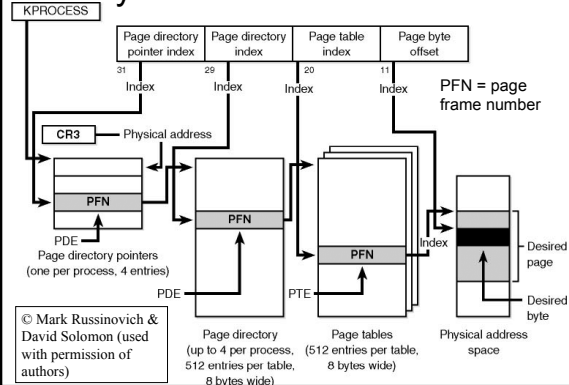 KPROCESS
Page directory
pointer index
Page directory
index
Page table
index
Page byte
offset
31
29
20
11
Index
Index
Index
Index
PFN = page
frame number
CR3
Physical address
PFN
PFN
PFN
Index
Desired
page
PDE
Page directory pointers
(one per process, 4 entries)
PDE
PTE
Desired
byte
© Mark Russinovich &
David Solomon (used
with permission of
authors)
Page directory
(up to 4 per process,
512 entries per table,
8 bytes wide)
Page tables
(512 entries per table,
8 bytes wide)
Physical address
space